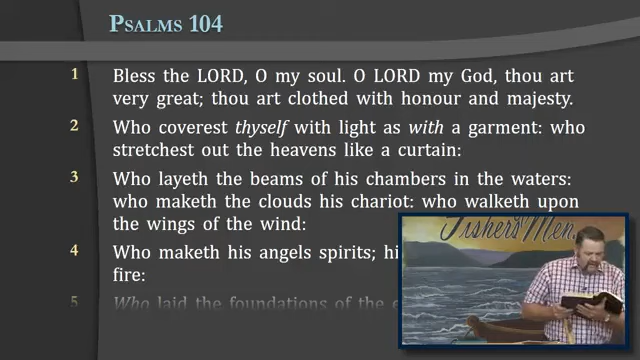 PSALMS 104
1 Bless the LORD, O my soul. O LORD my God, thou art
very great; thou art clothed with honour and majesty.
2 Who coverest thyself with light as with a garment: who
stretchest out the heavens like a curtain:
3 Who layeth the beams of his chambers in the waters:
who maketh the clouds his chariot: who walketh upon
the wings of the wind:
4 Who maketh his angels spirits;
fire:
5 Who laid the foundations of the
Fishers Men